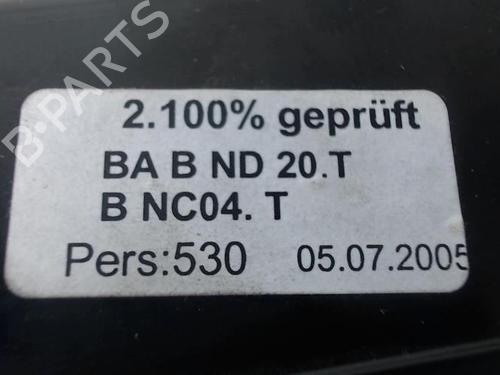 B-PARTS
2.100% geprüft
BA B ND 20.T
B NC04. T
Pers:530 05.07.2005